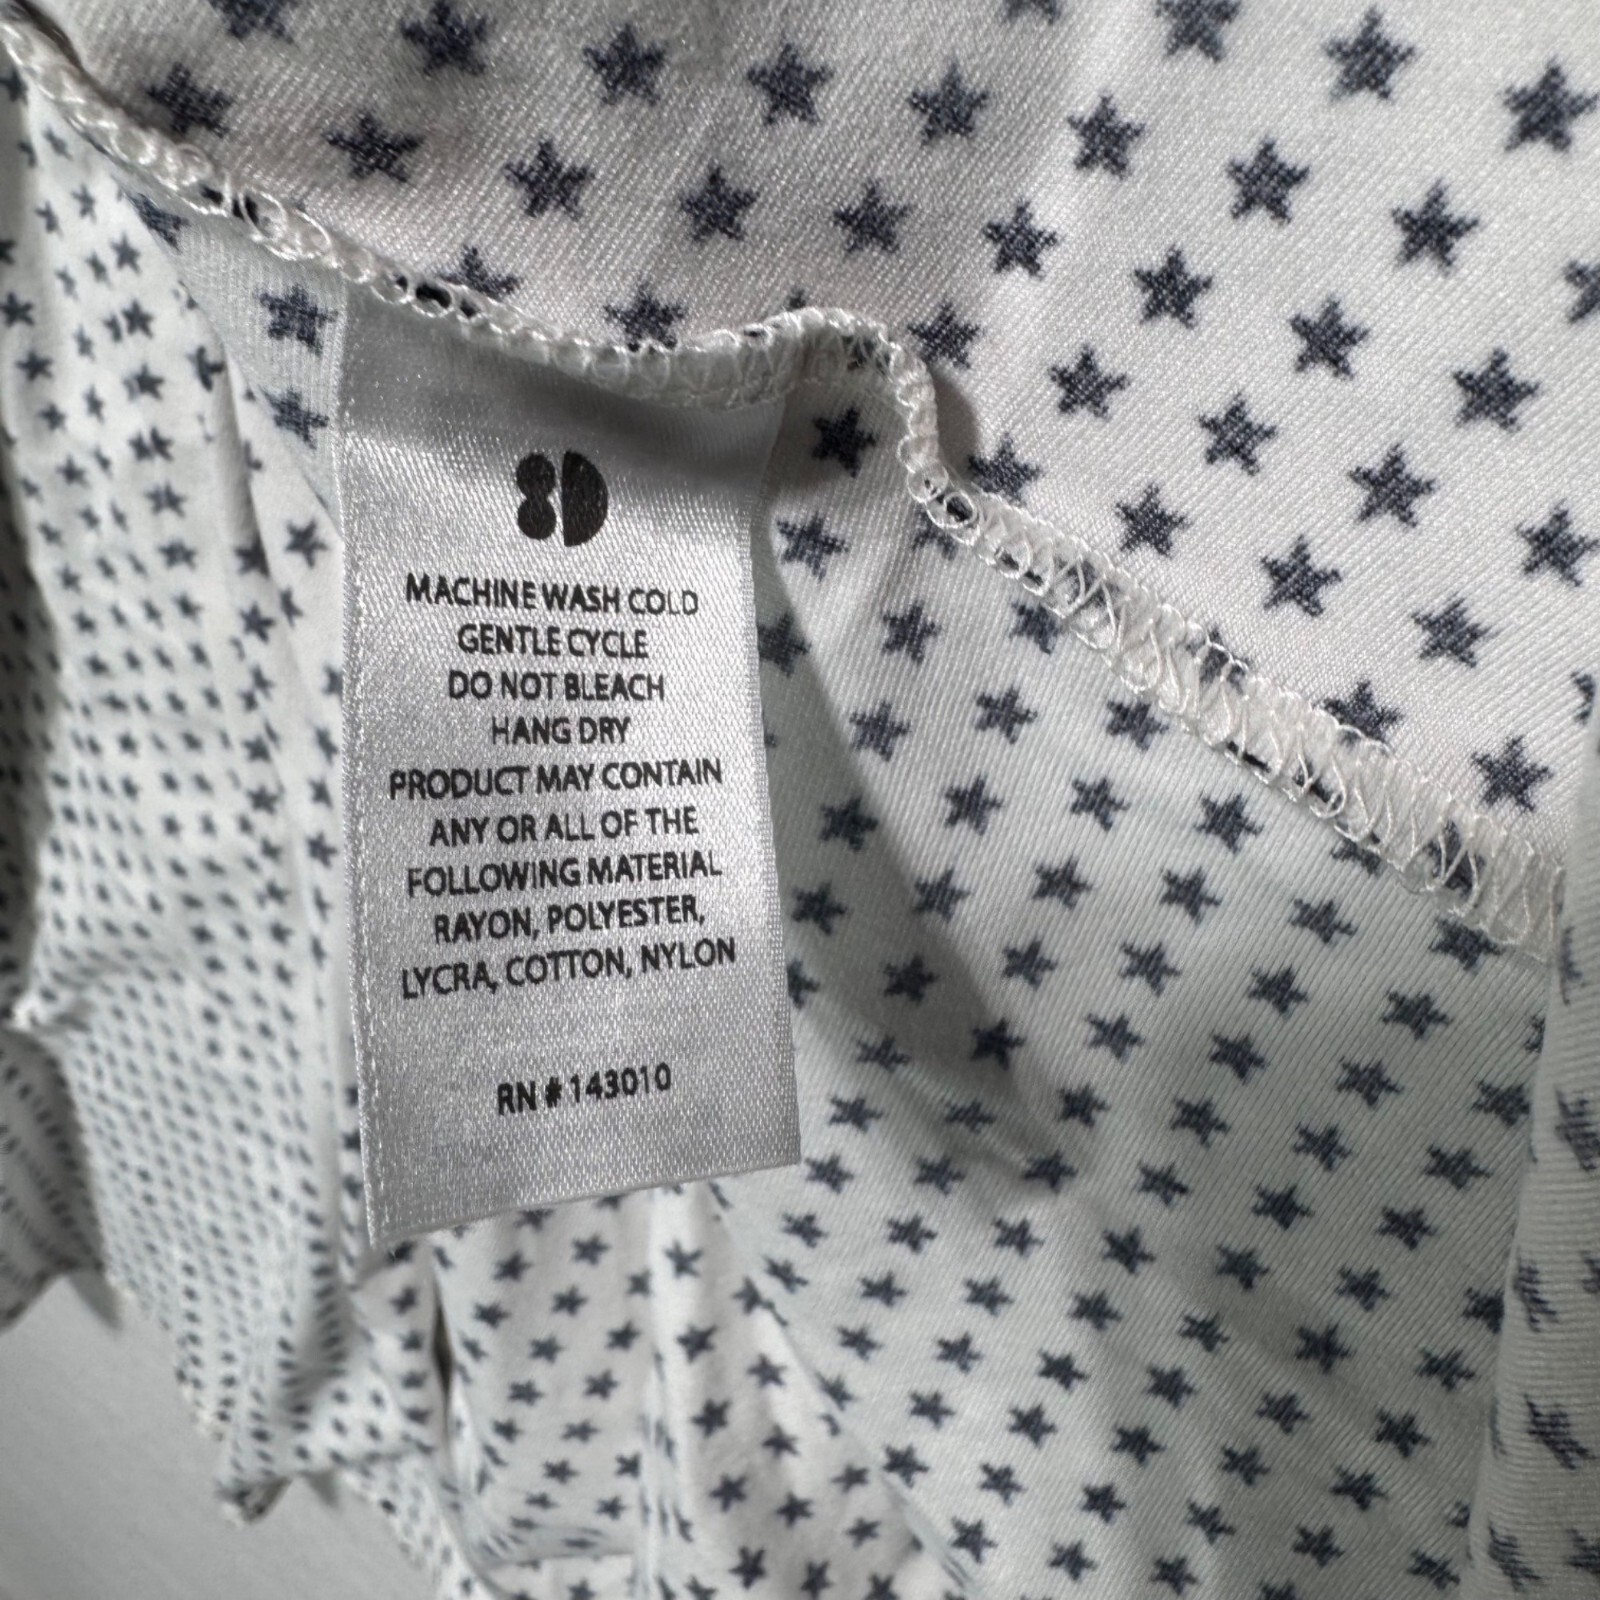 8D
MACHINE WASH COLD
GENTLE CYCLE
DO NOT BLEACH
HANG DRY
PRODUCT MAY CONTAIN
ANY OR ALL OF THE
FOLLOWING MATERIAL
RAYON, POLYESTER,
LYCRA, COTTON, NYLON
RN # 143010